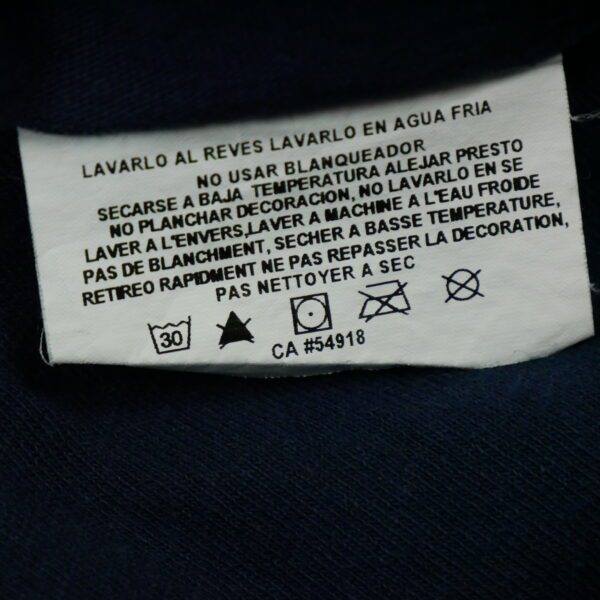 LAVARLO AL REVES LAVARLO EN AGUA FRIA
NO USAR BLANQUEADOR
SECARSE A BAJA TEMPERATURA ALEJAR PRESTO
NO PLANCHAR DECORACION, NO LAVARLO EN SE
LAVER A L'ENVERS,LAVER A MACHINE A L'EAU FROIDE
PAS DE BLANCHMENT, SECHER A BASSE TEMPERATURE,
RETIREO RAPIDMENT NE PAS REPASSER LA DECORATION,
PAS NETTOYER A SEC
30
CA #54918